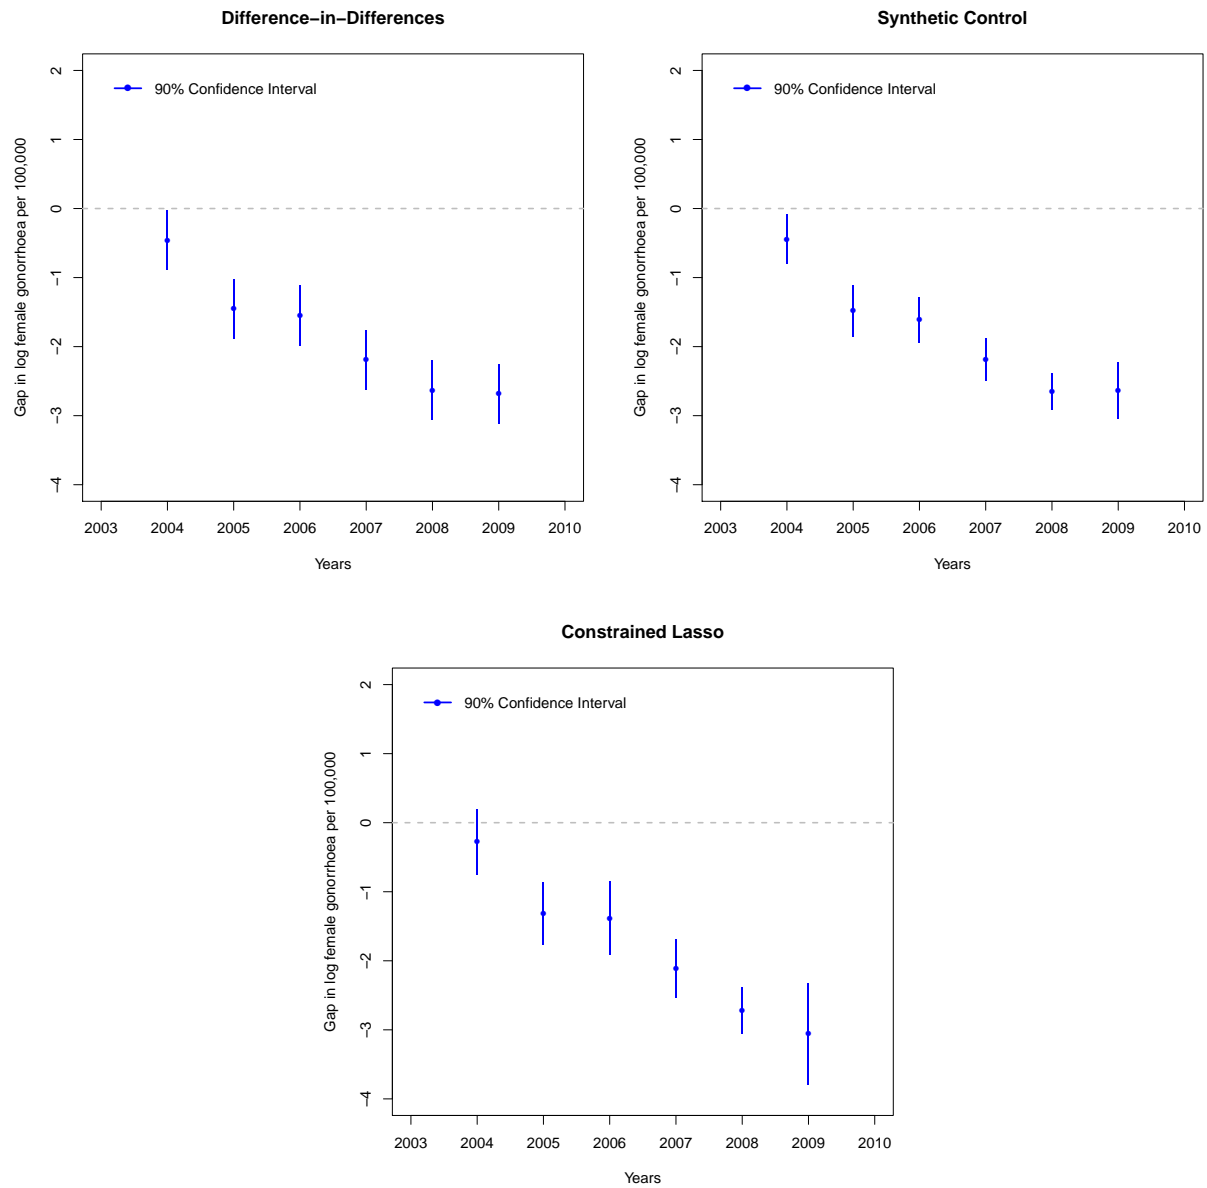 Difference−in−Differences
90% Confidence Interval
Gap in log female gonorrhoea per 100,000
2
1
0
−1
−2
−3
−4
2003 2004 2005 2006 2007 2008 2009 2010
Years
Synthetic Control
90% Confidence Interval
Gap in log female gonorrhoea per 100,000
2
1
0
−1
−2
−3
−4
2003 2004 2005 2006 2007 2008 2009 2010
Years
Constrained Lasso
90% Confidence Interval
Gap in log female gonorrhoea per 100,000
2
1
0
−1
−2
−3
−4
2003 2004 2005 2006 2007 2008 2009 2010
Years